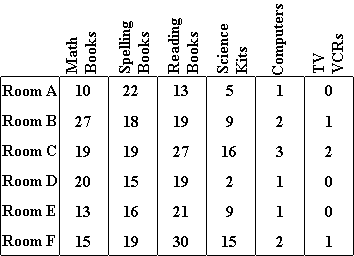 Math Books Spelling Books Reading Books Science Kits Computers TV VCRs
Room A 10 22 13 5 1 0
Room B 27 18 19 9 2 1
Room C 19 19 27 16 3 2
Room D 20 15 19 2 1 0
Room E 13 16 21 9 1 0
Room F 15 19 30 15 2 1